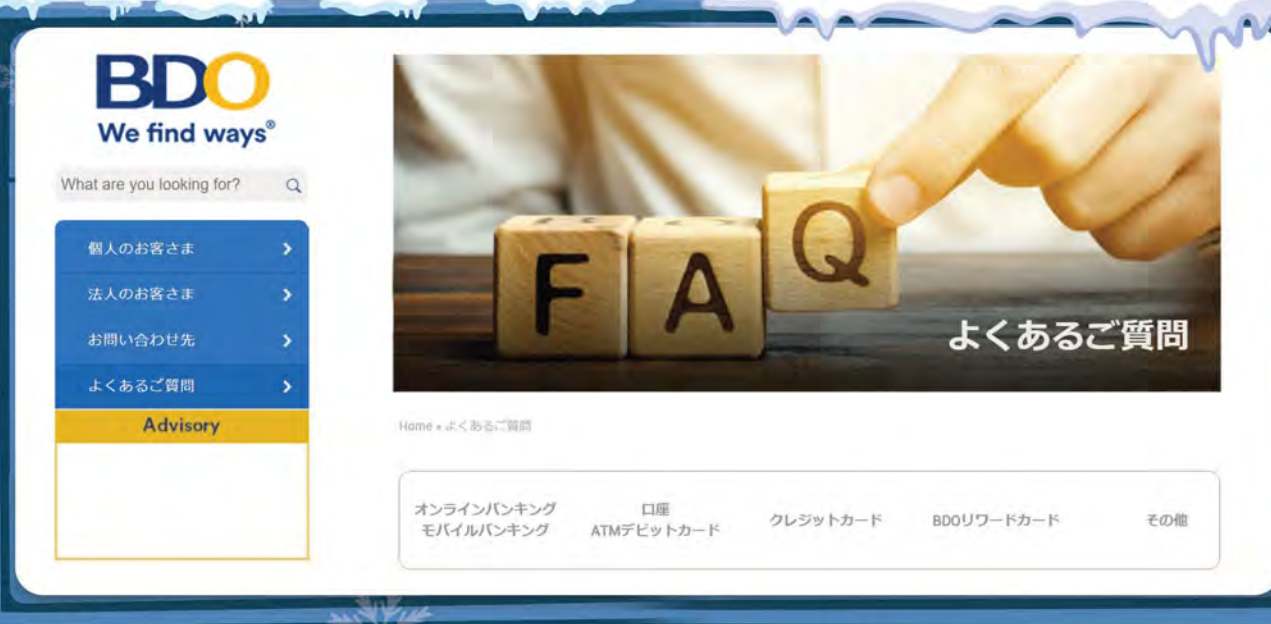 BDO
We find ways®
What are you looking for?
個人のお客さま
法人のお客さま
お問い合わせ先
よくあるご質問
Advisory
F A Q
よくあるご質問
Home » よくあるご質問
オンラインバンキング
モバイルバンキング
口座
ATMデビットカード
クレジットカード
BDOリワードカード
その他